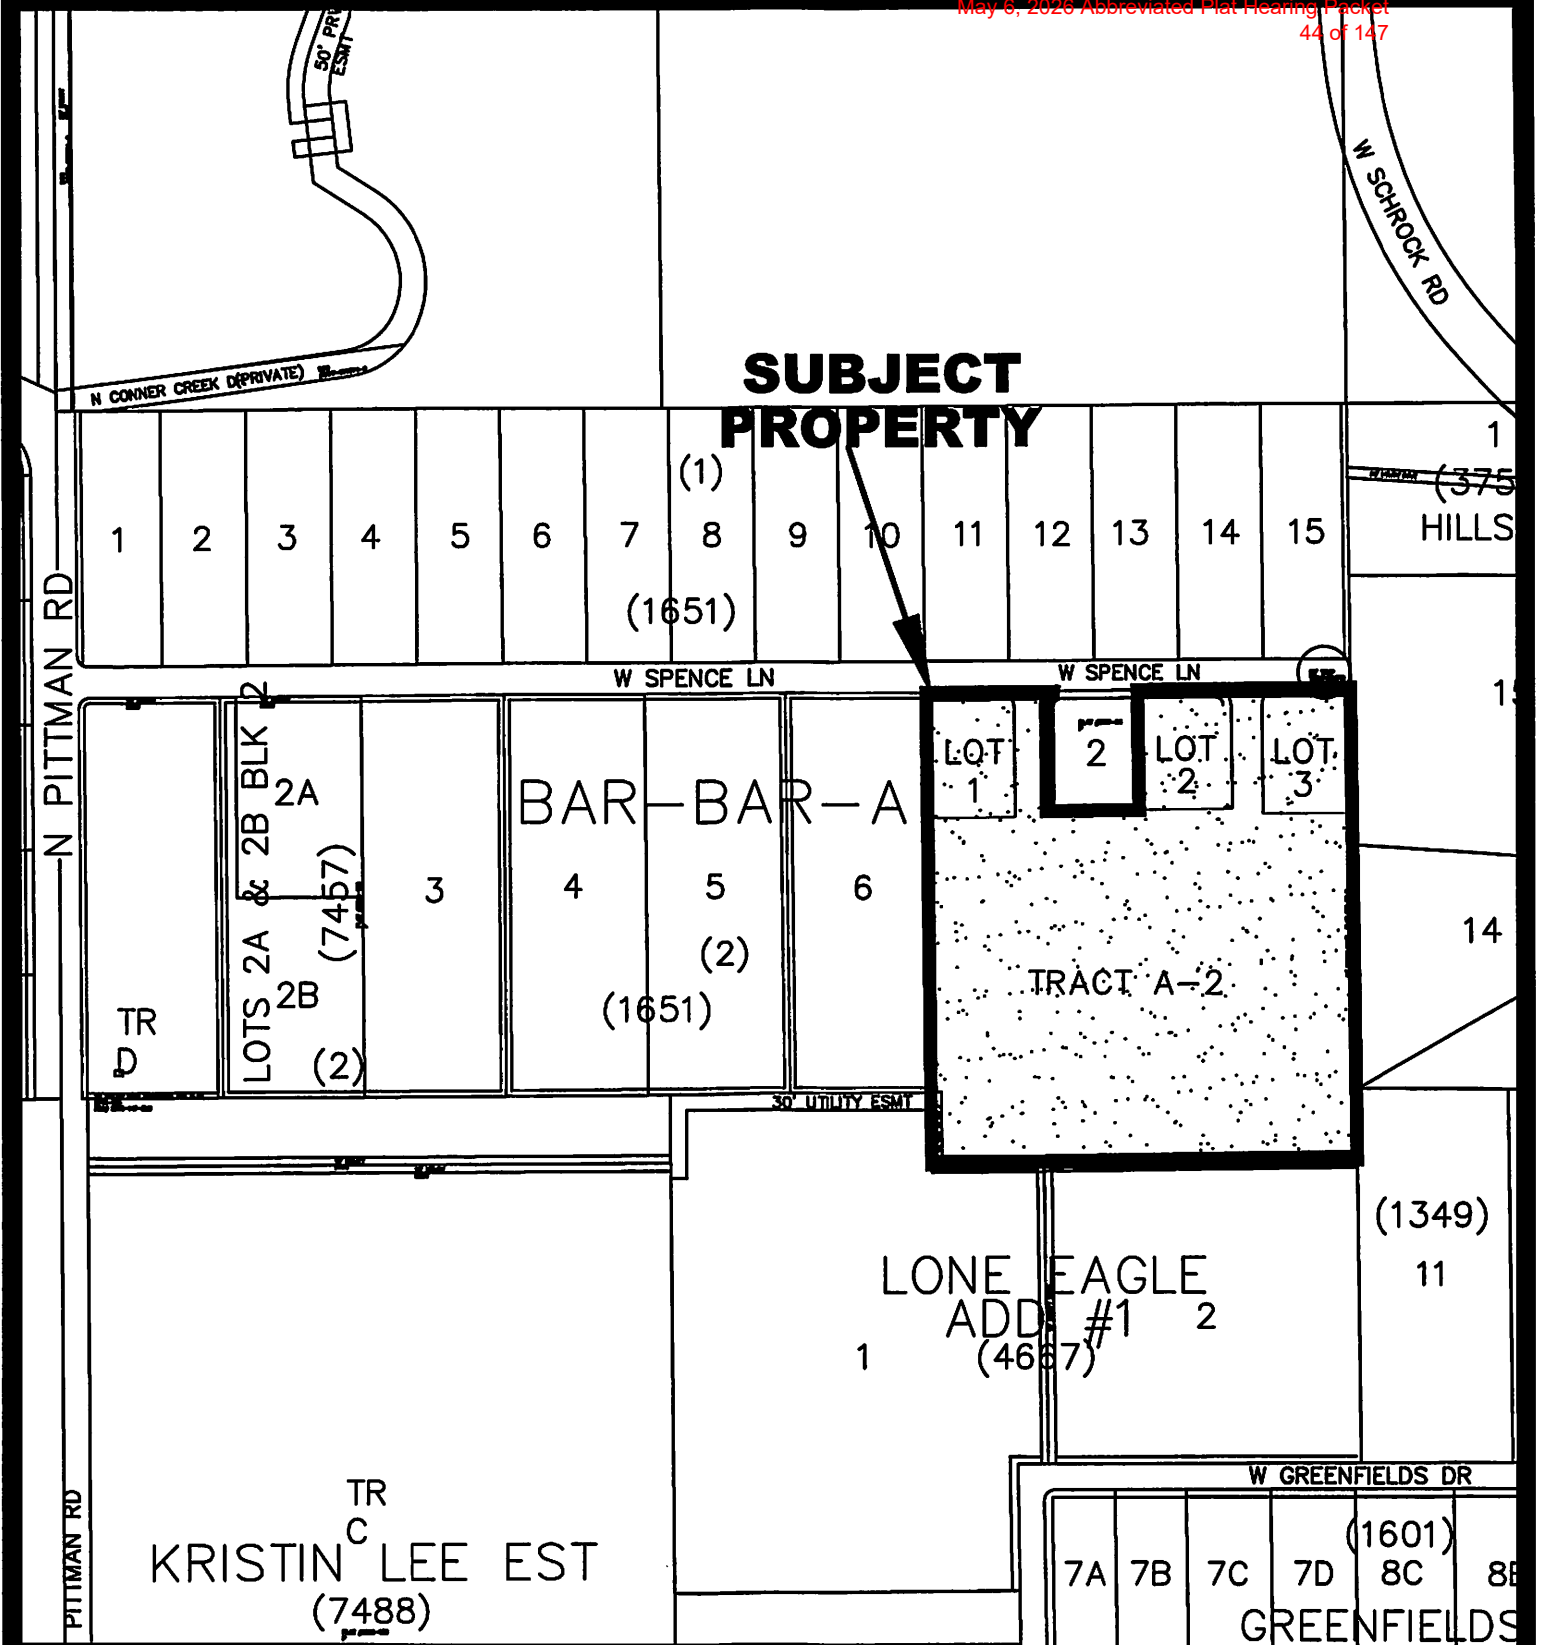 May 6, 2026 Abbreviated Plat Hearing Packet
44 of 147
50' PRV
ESMT
W SCHROCK RD
N CONNER CREEK D(PRIVATE)
SUBJECT
PROPERTY
1
(375
HILLS
(1)
1 2 3 4 5 6 7 8 9 10 11 12 13 14 15
(1651)
N PITTMAN RD
W SPENCE LN
W SPENCE LN
LOTS 2A & 2B BLK 2
2A
(7457)
2B
(2)
3
BAR-BAR-A
4
5
6
(2)
(1651)
LOT
1
2
LOT
2
LOT
3
TRACT A-2
14
TR
D
30' UTILITY ESMT
(1349)
11
LONE EAGLE
ADD #1
2
1
(4667)
W GREENFIELDS DR
TR
C
KRISTIN LEE EST
(7488)
PITTMAN RD
(1601)
7A 7B 7C 7D 8C
GREENFIELDS